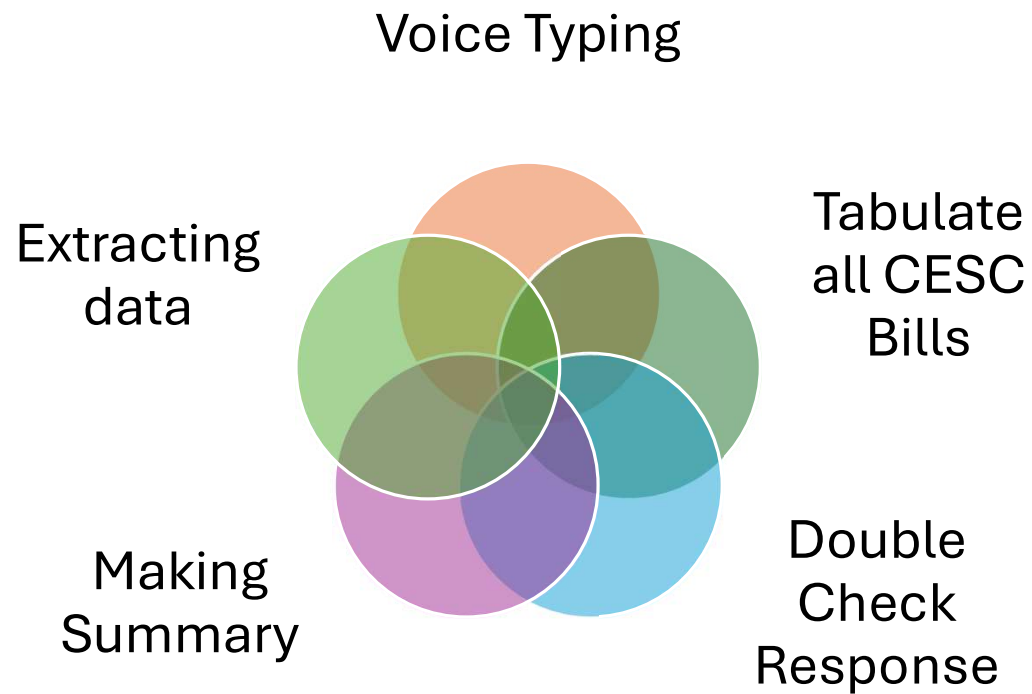 Voice Typing
Tabulate
all CESC
Bills
Double
Check
Response
Making
Summary
Extracting
data